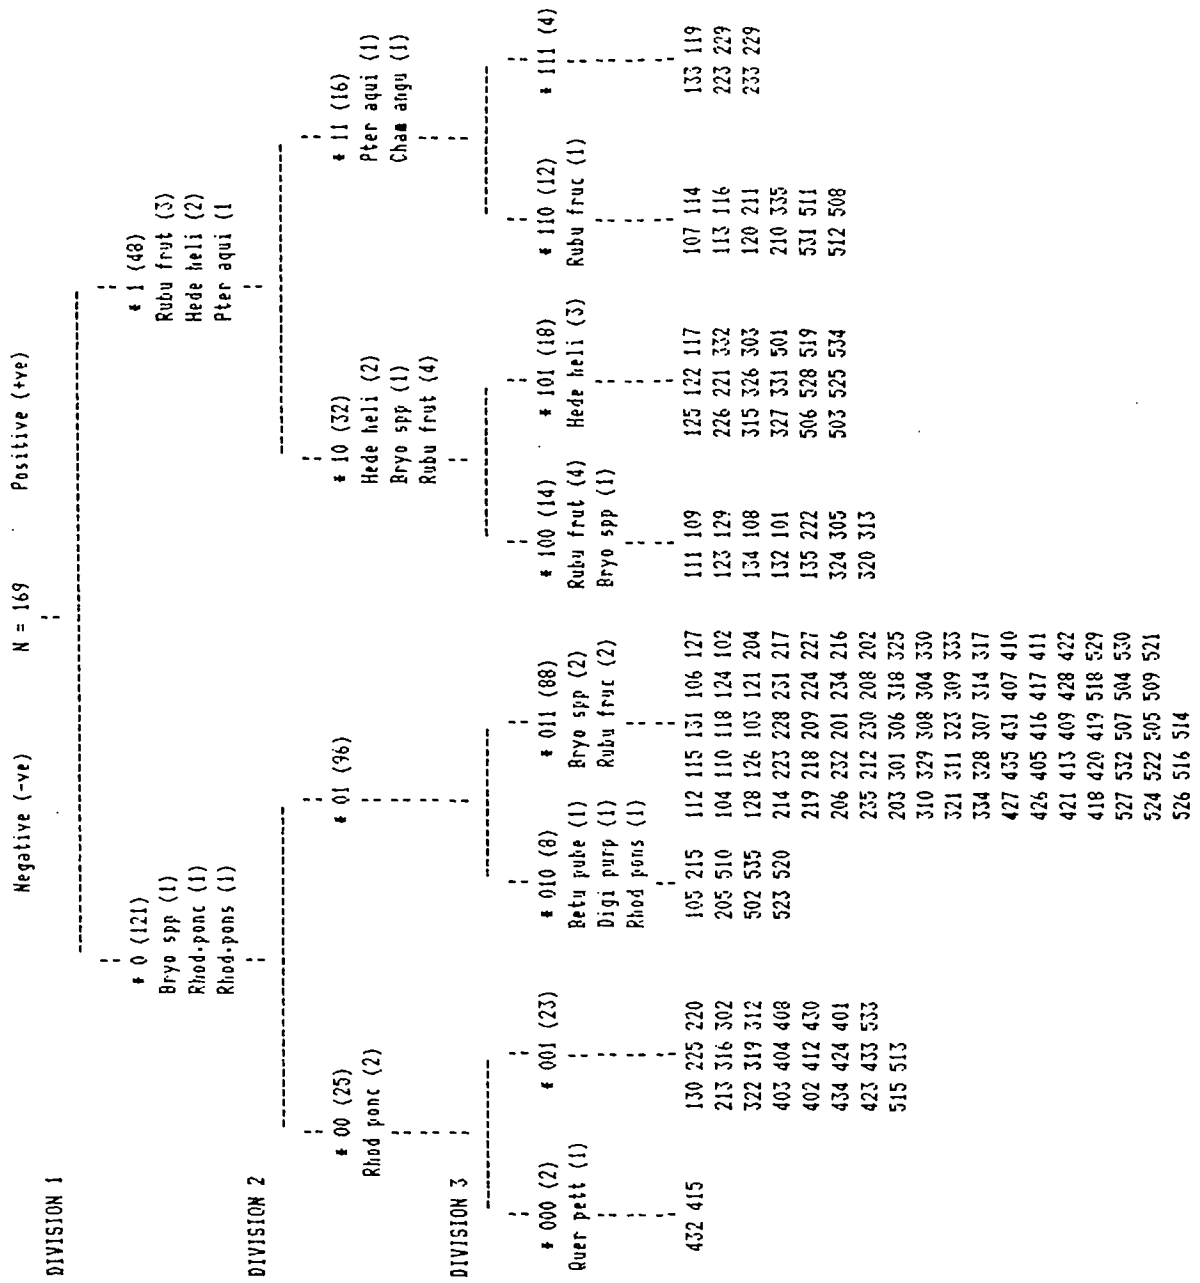 Negative (-ve) N = 169 Positive (+ve)
DIVISION 1
* 0 (121)
Bryo spp (1)
Rhod.ponc (1)
Rhod.pons (1)
* 1 (48)
Rubu frut (3)
Hede heli (2)
Pter aqui (1
DIVISION 2
* 00 (25)
Rhod ponc (2)
* 01 (96)
* 10 (32)
Hede heli (2)
Bryo spp (1)
Rubu frut (4)
* 11 (16)
Pter aqui (1)
Cham angu (1)
DIVISION 3
* 000 (2)
Quer pett (1)
432 415
* 001 (23)
130 225 220
213 316 302
322 319 312
403 404 408
402 412 430
434 424 401
423 433 533
515 513
* 010 (8)
Betu pube (1)
Digi purp (1)
Rhod pons (1)
105 215
205 510
502 535
523 520
* 011 (88)
Bryo spp (2)
Rubu fruc (2)
112 115 131 106 127
104 110 118 124 102
128 126 103 121 204
214 223 228 231 217
219 218 209 224 227
206 232 201 234 216
235 212 230 208 202
203 301 306 318 325
310 329 308 304 330
321 311 323 309 333
334 328 307 314 317
427 435 431 407 410
426 405 416 417 411
421 413 409 428 422
418 420 419 518 529
527 532 507 504 530
524 522 505 509 521
526 516 514
* 100 (14)
Rubu frut (4)
Bryo spp (1)
111 109
123 129
134 108
132 101
135 222
324 305
320 313
* 101 (18)
Hede heli (3)
125 122 117
226 221 332
315 326 303
327 331 501
506 528 519
503 525 534
* 110 (12)
Rubu fruc (1)
107 114
113 116
120 211
210 335
531 511
512 508
* 111 (4)
133 119
223 229
233 229